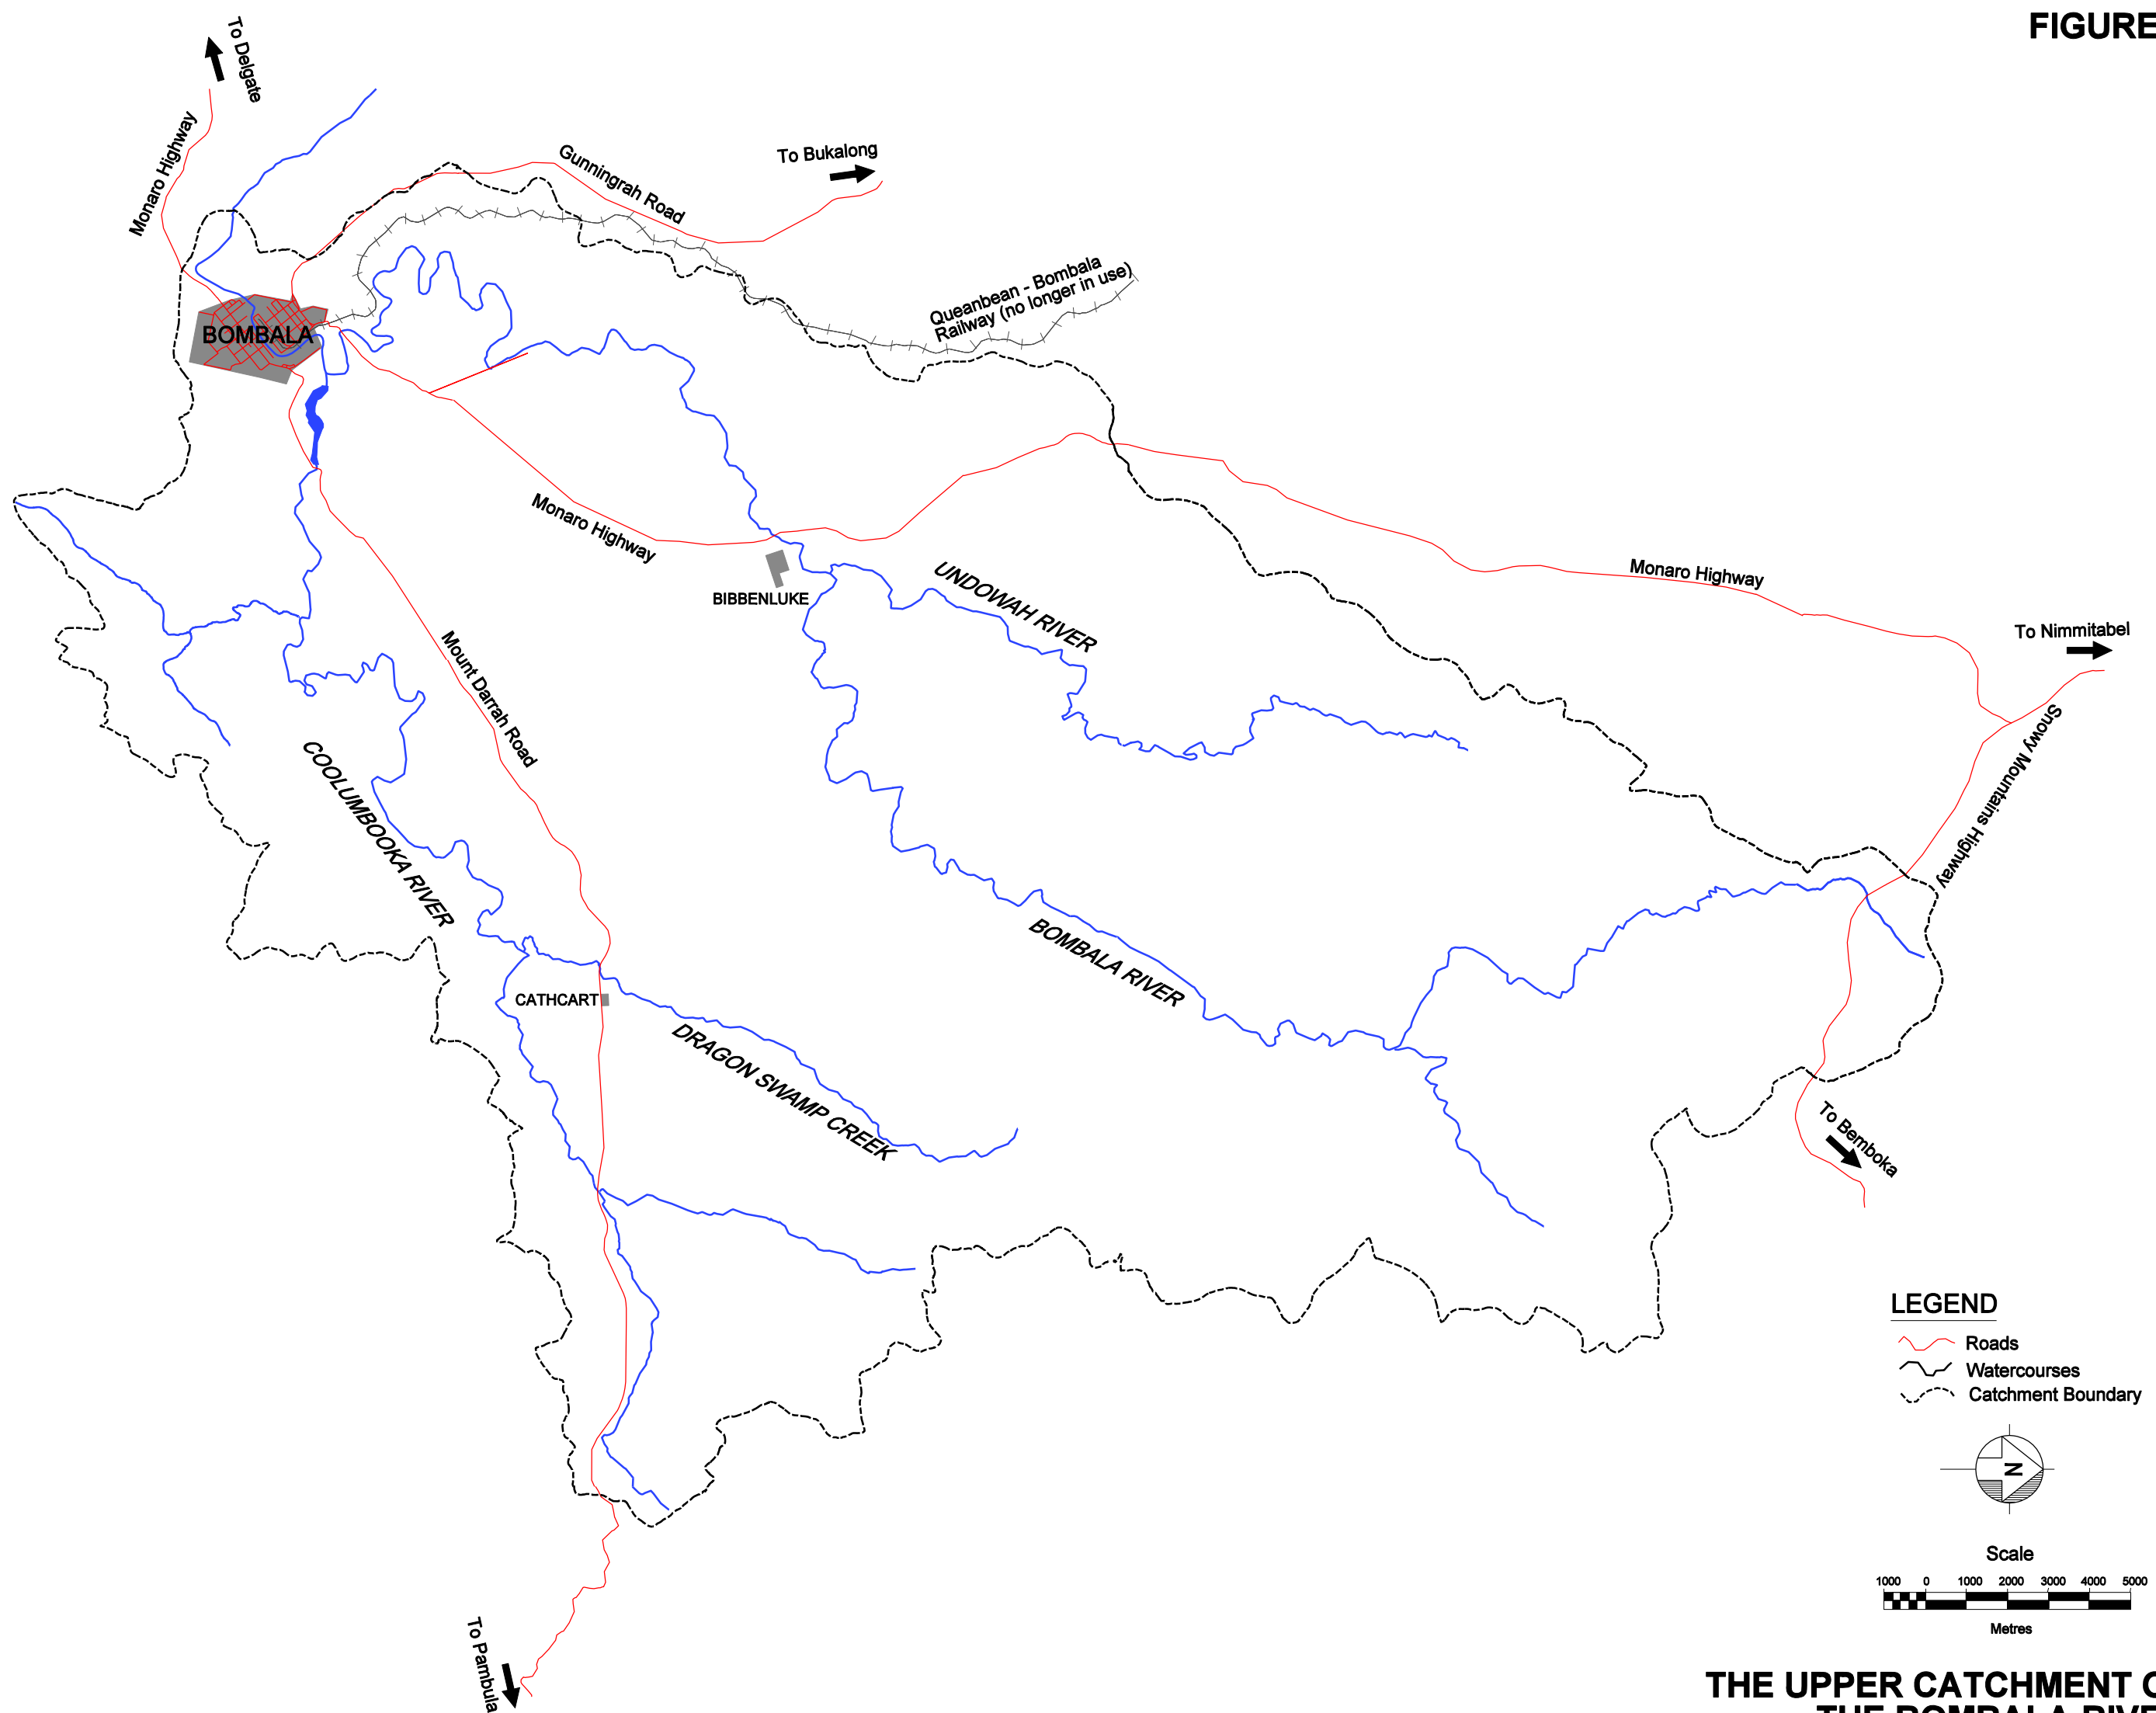 FIGURE
To Delgate
Monaro Highway
Gunningrah Road
To Bukalong
Queanbean - Bombala
Railway (no longer in use)
BOMBALA
Monaro Highway
BIBBENLUKE
UNDOWAH RIVER
Monaro Highway
To Nimmitabel
Snowy Mountains Highway
Mount Darrah Road
COOLUMBOOKA RIVER
BOMBALA RIVER
CATHCART
DRAGON SWAMP CREEK
To Bemboka
LEGEND
Roads
Watercourses
Catchment Boundary
N
Scale
1000 0 1000 2000 3000 4000 5000
Metres
To Pambula
THE UPPER CATCHMENT
THE BOMBALA